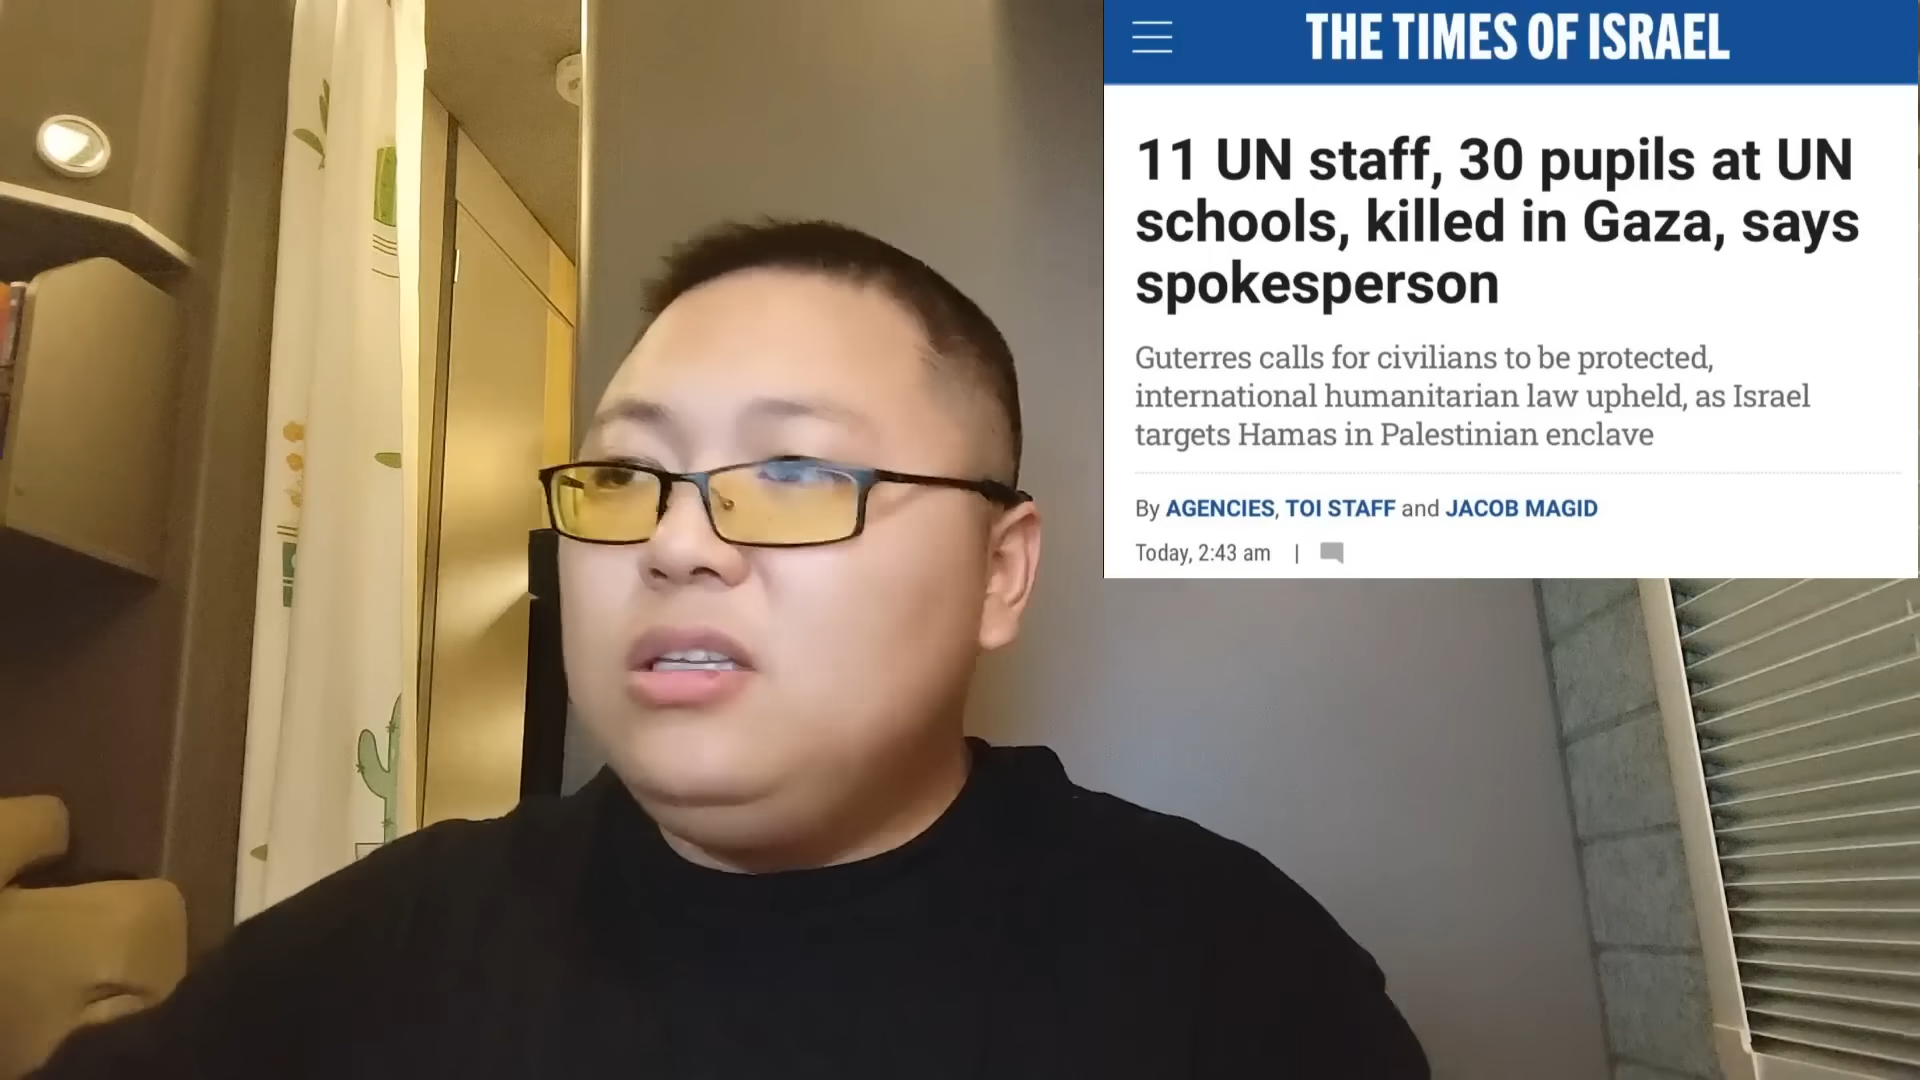 THE TIMES OF ISRAEL
11 UN staff, 30 pupils at UN
schools, killed in Gaza, says
spokesperson
Guterres calls for civilians to be protected,
international humanitarian law upheld, as Israel
targets Hamas in Palestinian enclave
By AGENCIES, TOI STAFF and JACOB MAGID
Today, 2:43 am |